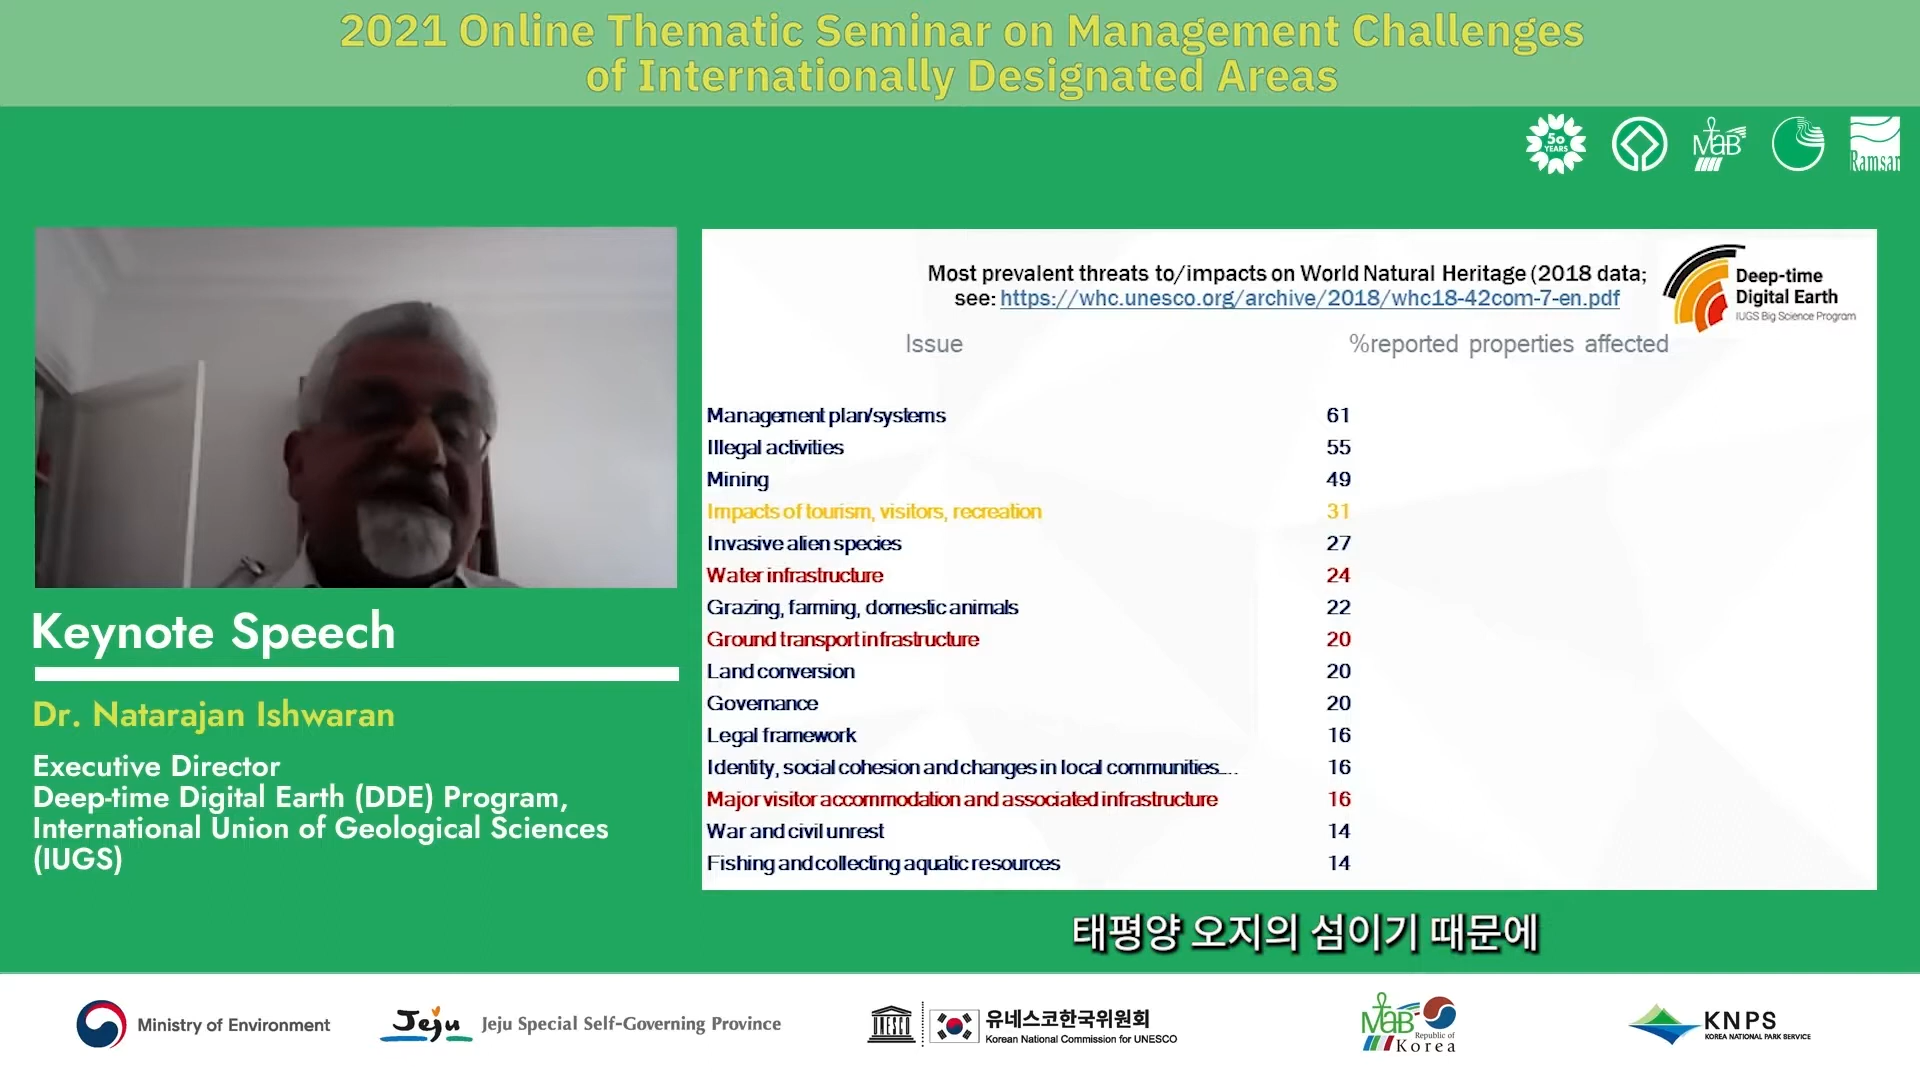 2021 Online Thematic Seminar on Management Challenges
of Internationally Designated Areas
50
YEARS
MaB
Ramsar
Most prevalent threats to/impacts on World Natural Heritage (2018 data;
see: https://whc.unesco.org/archive/2018/whc18-42com-7-en.pdf
Deep-time
Digital Earth
IUGS Big Science Program
Issue %reported properties affected
Management plan/systems 61
Illegal activities 55
Mining 49
Impacts of tourism, visitors, recreation 31
Invasive alien species 27
Water infrastructure 24
Grazing, farming, domestic animals 22
Ground transport infrastructure 20
Land conversion 20
Governance 20
Legal framework 16
Identity, social cohesion and changes in local communities.... 16
Major visitor accommodation and associated infrastructure 16
War and civil unrest 14
Fishing and collecting aquatic resources 14
Keynote Speech
Dr. Natarajan Ishwaran
Executive Director
Deep-time Digital Earth (DDE) Program,
International Union of Geological Sciences
(IUGS)
태평양 오지의 섬이기 때문에
Ministry of Environment
Jeju
Jeju Special Self-Governing Province
UNESCO
유네스코한국위원회
Korean National Commission for UNESCO
MaB
Republic of
Korea
KNPS
KOREA NATIONAL PARK SERVICE